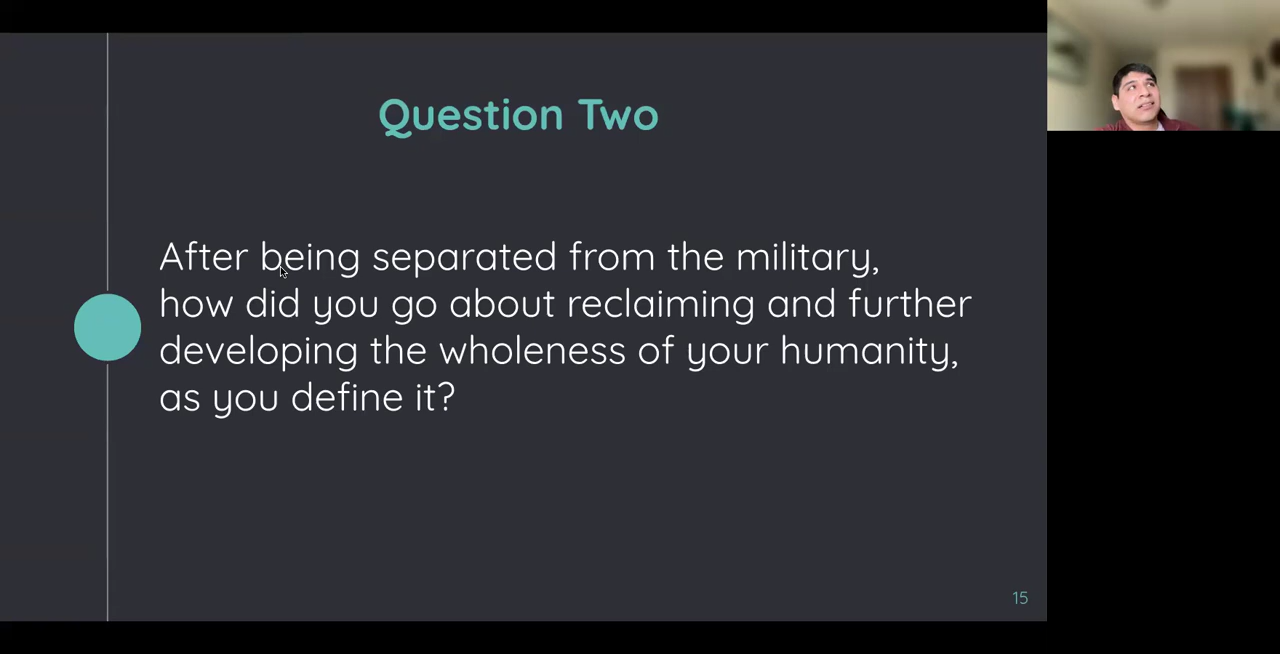 Question Two
After being separated from the military,
how did you go about reclaiming and further
developing the wholeness of your humanity,
as you define it?
15